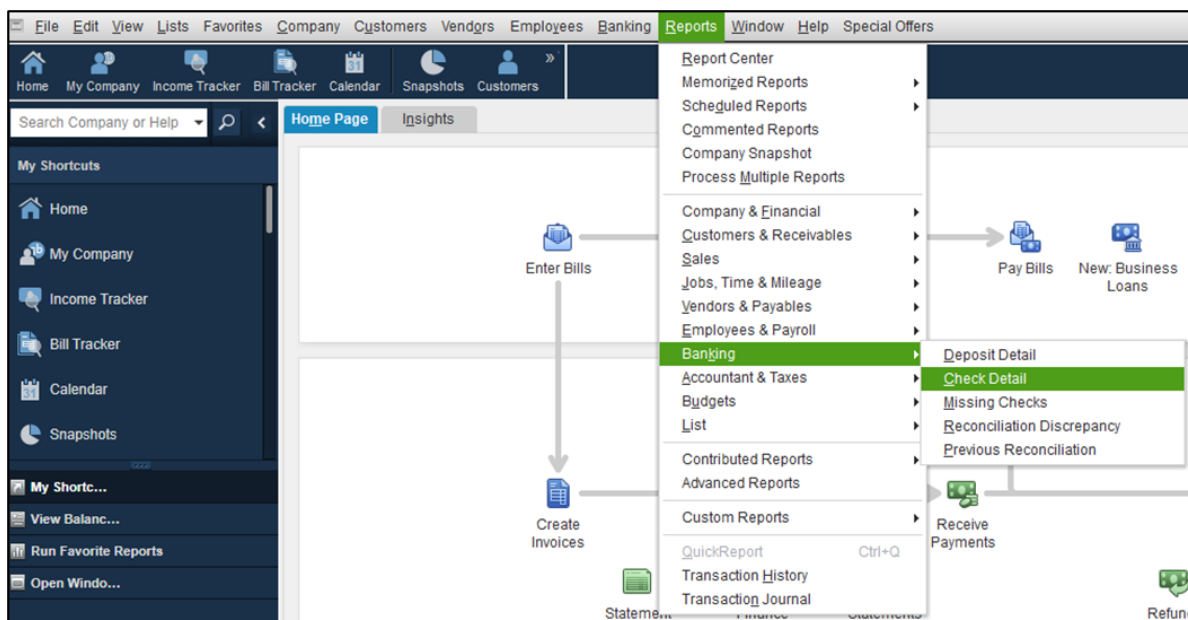 File Edit View Lists Favorites Company Customers Vendors Employees Banking Reports Window Help Special Offers
Home My Company Income Tracker Bill Tracker Calendar Snapshots Customers »
Search Company or Help
Home Page Insights
My Shortcuts
Home
My Company
Income Tracker
Bill Tracker
Calendar
Snapshots
My Shortc...
View Balanc...
Run Favorite Reports
Open Windo...
Enter Bills
Pay Bills
New: Business
Loans
Create
Invoices
Receive
Payments
Report Center
Memorized Reports
Scheduled Reports
Commented Reports
Company Snapshot
Process Multiple Reports
Company & Financial
Customers & Receivables
Sales
Jobs, Time & Mileage
Vendors & Payables
Employees & Payroll
Banking
Accountant & Taxes
Budgets
List
Contributed Reports
Advanced Reports
Custom Reports
QuickReport Ctrl+Q
Transaction History
Transaction Journal
Deposit Detail
Check Detail
Missing Checks
Reconciliation Discrepancy
Previous Reconciliation